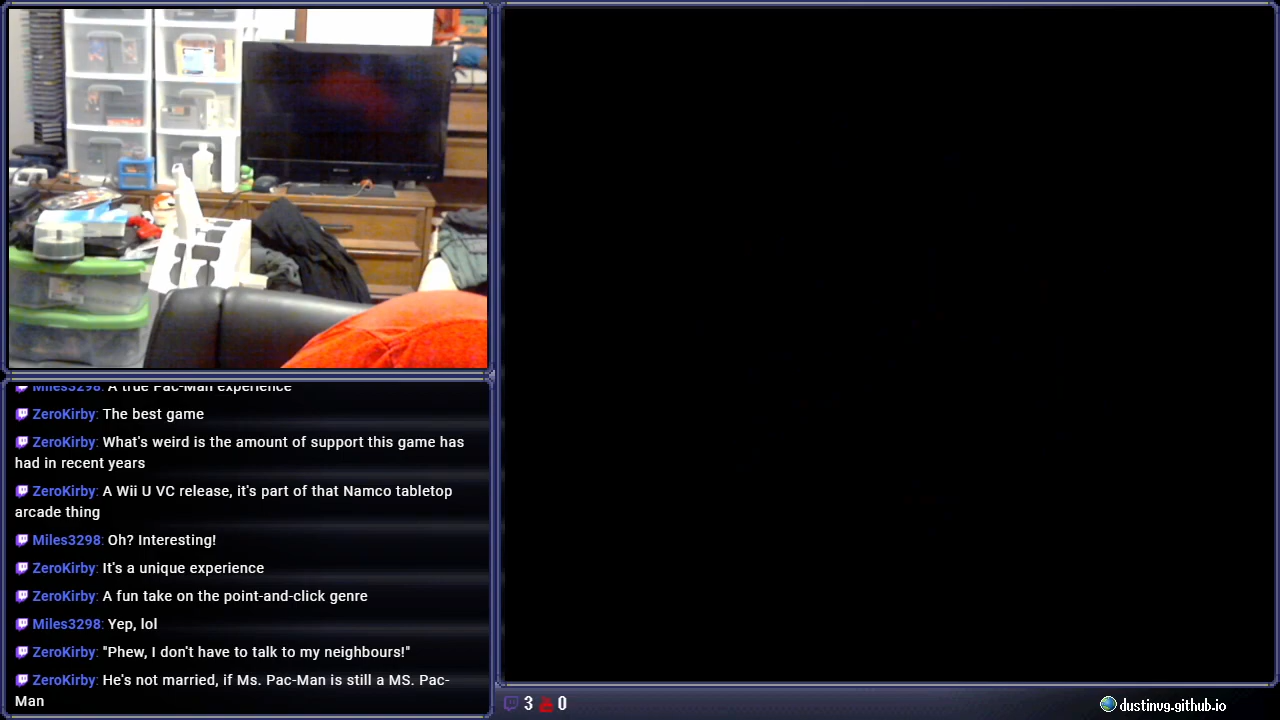 Miles3298: A true Pac-Man experience
ZeroKirby: The best game
ZeroKirby: What's weird is the amount of support this game has
had in recent years
ZeroKirby: A Wii U VC release, it's part of that Namco tabletop
arcade thing
Miles3298: Oh? Interesting!
ZeroKirby: It's a unique experience
ZeroKirby: A fun take on the point-and-click genre
Miles3298: Yep, lol
ZeroKirby: "Phew, I don't have to talk to my neighbours!"
ZeroKirby: He's not married, if Ms. Pac-Man is still a MS. Pac-
Man
3 0
dustinvg.github.io